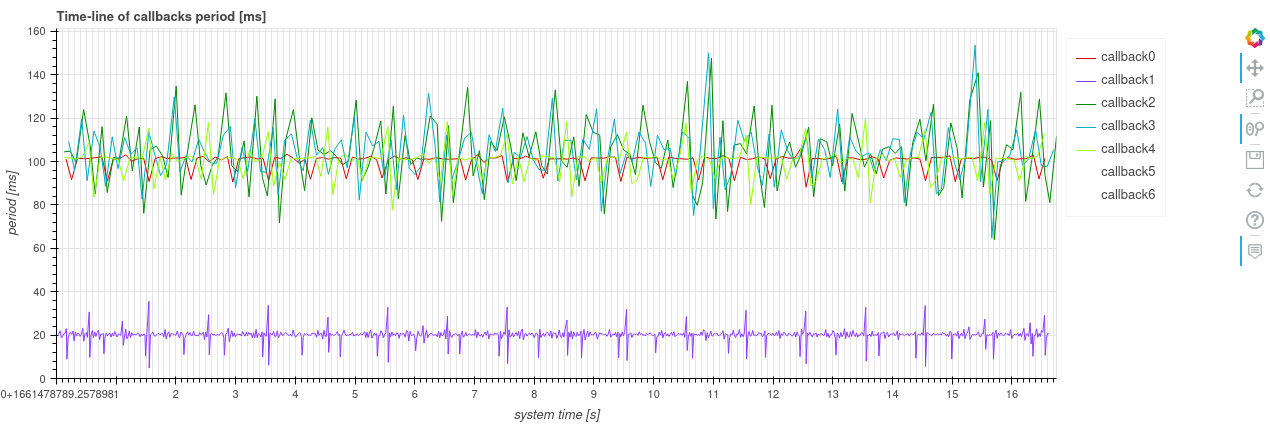 Time-line of callbacks period [ms]
160
140
120
100
80
60
40
20
0
period [ms]
0+1661478789.2578981
2
3
4
5
6
7
8
9
10
11
12
13
14
15
16
system time [s]
callback0
callback1
callback2
callback3
callback4
callback5
callback6